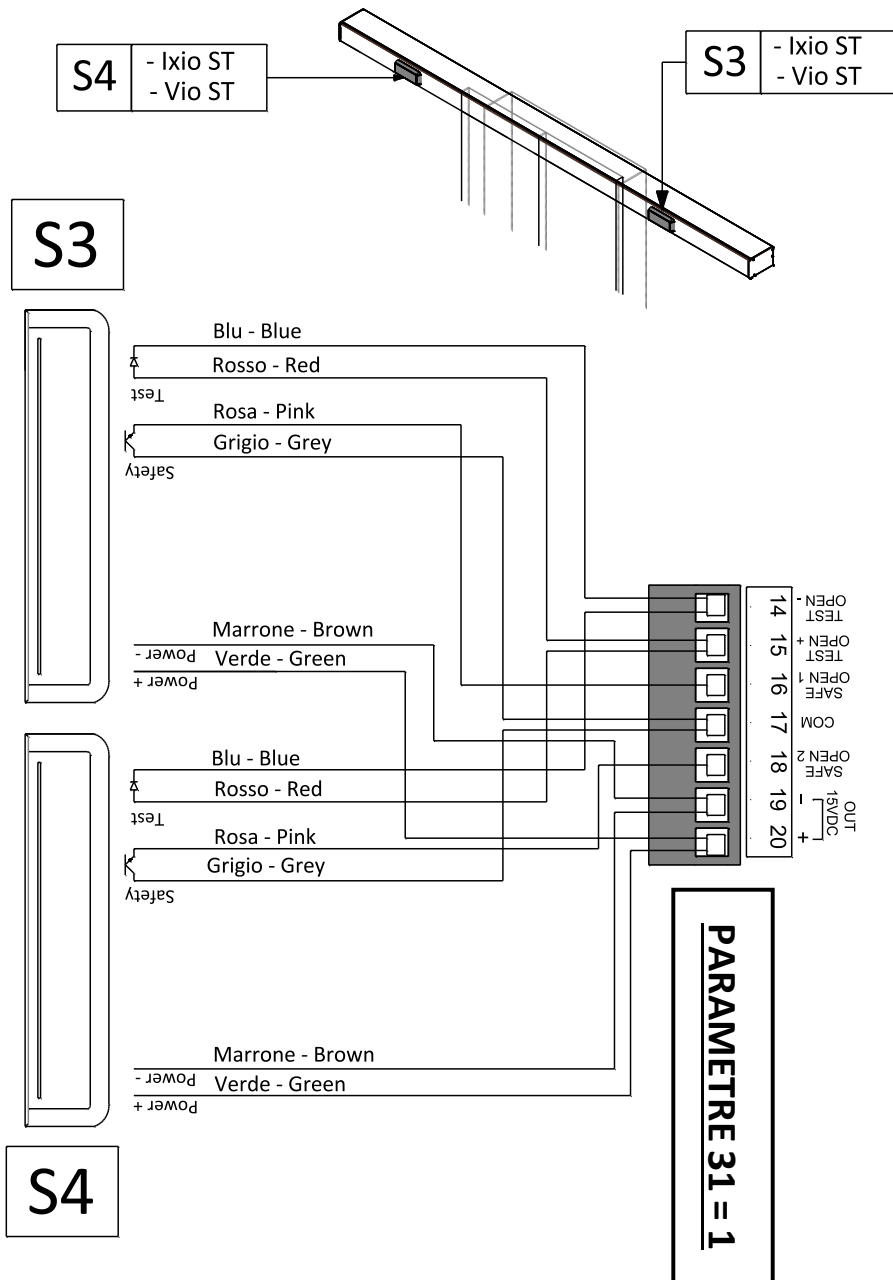 S4
- Ixio ST
- Vio ST
S3
- Ixio ST
- Vio ST
S3
Blu - Blue
Rosso - Red
Test
Rosa - Pink
Grigio - Grey
Safety
Marrone - Brown
Power -
Verde - Green
Power +
Blu - Blue
Rosso - Red
Test
Rosa - Pink
Grigio - Grey
Safety
Marrone - Brown
Power -
Verde - Green
Power +
S4
14
TEST
OPEN -
15
TEST
OPEN +
16
SAFE
OPEN 1
17
COM
18
SAFE
OPEN 2
19
-
20
+
15VDC
OUT
PARAMETRE 31 = 1